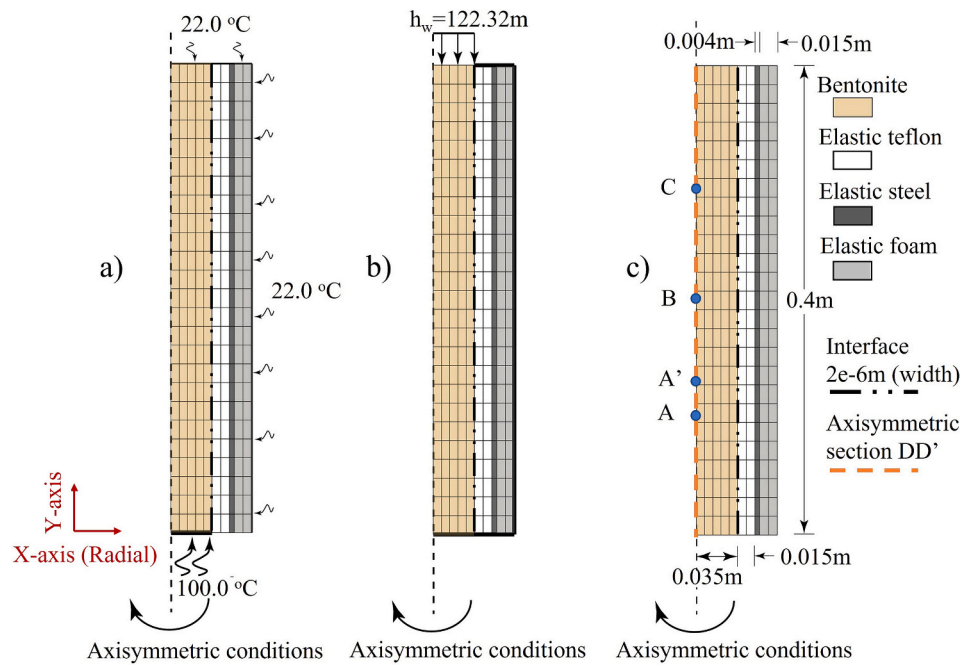 22.0 °C
a)
22.0 °C
Y-axis
X-axis (Radial)
100.0 °C
Axisymmetric conditions
h_w=122.32m
b)
Axisymmetric conditions
0.004m
0.015m
C
B
A’
A
c)
0.4m
0.035m
0.015m
Axisymmetric conditions
Bentonite
Elastic teflon
Elastic steel
Elastic foam
Interface
2e-6m (width)
Axisymmetric
section DD’